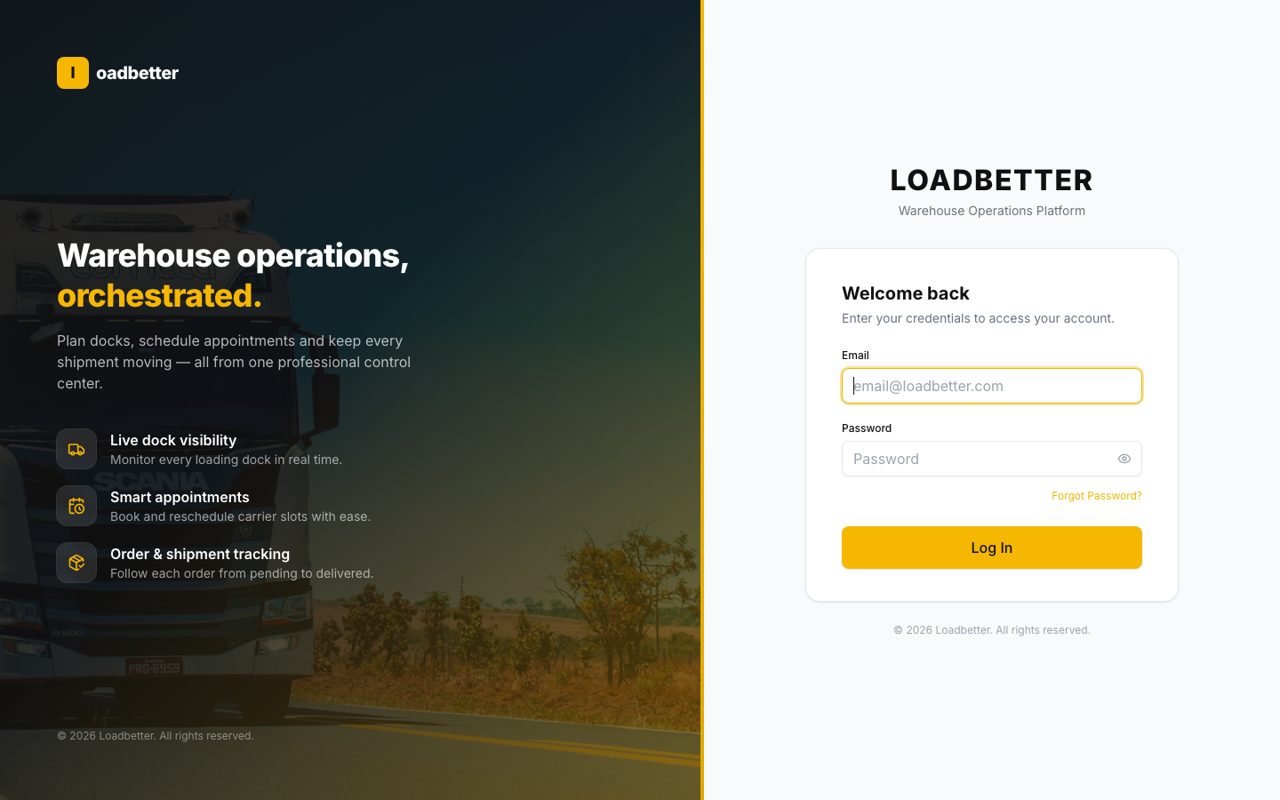 l oadbetter
Warehouse operations,
orchestrated.
Plan docks, schedule appointments and keep every
shipment moving — all from one professional control
center.
Live dock visibility
Monitor every loading dock in real time.
SCANIA
Smart appointments
Book and reschedule carrier slots with ease.
Order & shipment tracking
Follow each order from pending to delivered.
PRG-6959
© 2026 Loadbetter. All rights reserved.
LOADBETTER
Warehouse Operations Platform
Welcome back
Enter your credentials to access your account.
Email
email@loadbetter.com
Password
Password
Forgot Password?
Log In
© 2026 Loadbetter. All rights reserved.